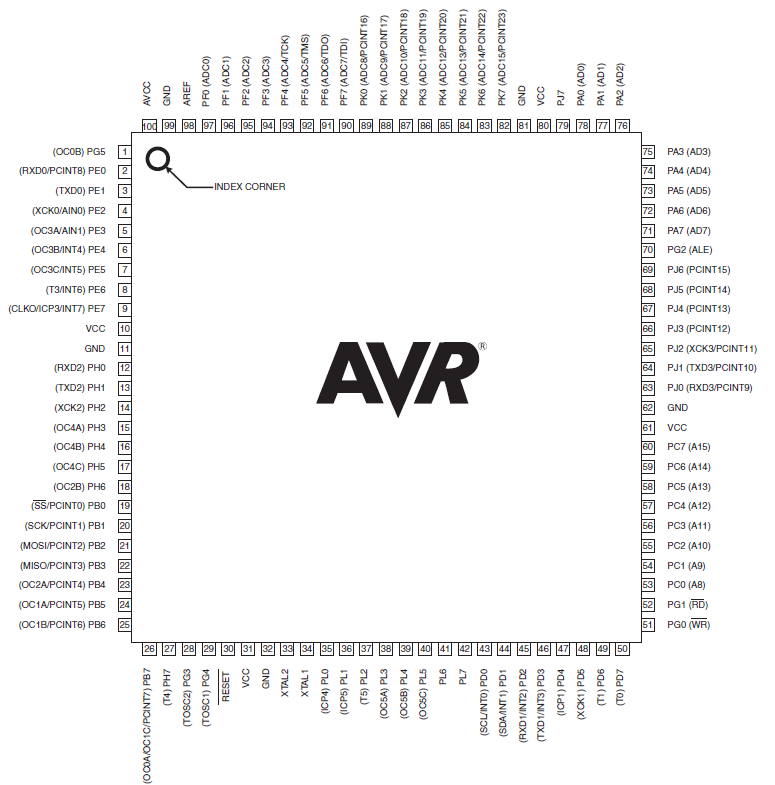 AVCC
GND
AREF
PF0 (ADC0)
PF1 (ADC1)
PF2 (ADC2)
PF3 (ADC3)
PF4 (ADC4/TCK)
PF5 (ADC5/TMS)
PF6 (ADC6/TDO)
PF7 (ADC7/TDI)
PK0 (ADC8/PCINT16)
PK1 (ADC9/PCINT17)
PK2 (ADC10/PCINT18)
PK3 (ADC11/PCINT19)
PK4 (ADC12/PCINT20)
PK5 (ADC13/PCINT21)
PK6 (ADC14/PCINT22)
PK7 (ADC15/PCINT23)
GND
VCC
PJ7
PA0 (AD0)
PA1 (AD1)
PA2 (AD2)
100 99 98 97 96 95 94 93 92 91 90 89 88 87 86 85 84 83 82 81 80 79 78 77 76
(OC0B) PG5 1
(RXD0/PCINT8) PE0 2
(TXD0) PE1 3
(XCK0/AIN0) PE2 4
(OC3A/AIN1) PE3 5
(OC3B/INT4) PE4 6
(OC3C/INT5) PE5 7
(T3/INT6) PE6 8
(CLKO/ICP3/INT7) PE7 9
VCC 10
GND 11
(RXD2) PH0 12
(TXD2) PH1 13
(XCK2) PH2 14
(OC4A) PH3 15
(OC4B) PH4 16
(OC4C) PH5 17
(OC2B) PH6 18
(SS/PCINT0) PB0 19
(SCK/PCINT1) PB1 20
(MOSI/PCINT2) PB2 21
(MISO/PCINT3) PB3 22
(OC2A/PCINT4) PB4 23
(OC1A/PCINT5) PB5 24
(OC1B/PCINT6) PB6 25
INDEX CORNER
AVR®
75 PA3 (AD3)
74 PA4 (AD4)
73 PA5 (AD5)
72 PA6 (AD6)
71 PA7 (AD7)
70 PG2 (ALE)
69 PJ6 (PCINT15)
68 PJ5 (PCINT14)
67 PJ4 (PCINT13)
66 PJ3 (PCINT12)
65 PJ2 (XCK3/PCINT11)
64 PJ1 (TXD3/PCINT10)
63 PJ0 (RXD3/PCINT9)
62 GND
61 VCC
60 PC7 (A15)
59 PC6 (A14)
58 PC5 (A13)
57 PC4 (A12)
56 PC3 (A11)
55 PC2 (A10)
54 PC1 (A9)
53 PC0 (A8)
52 PG1 (RD)
51 PG0 (WR)
26 27 28 29 30 31 32 33 34 35 36 37 38 39 40 41 42 43 44 45 46 47 48 49 50
(OC0A/OC1C/PCINT7) PB7
(T4) PH7
(TOSC2) PG3
(TOSC1) PG4
RESET
VCC
GND
XTAL2
XTAL1
(ICP4) PL0
(ICP5) PL1
(T5) PL2
(OC5A) PL3
(OC5B) PL4
(OC5C) PL5
PL6
PL7
(SCL/INT0) PD0
(SDA/INT1) PD1
(RXD1/INT2) PD2
(TXD1/INT3) PD3
(ICP1) PD4
(XCK1) PD5
(T1) PD6
(T0) PD7